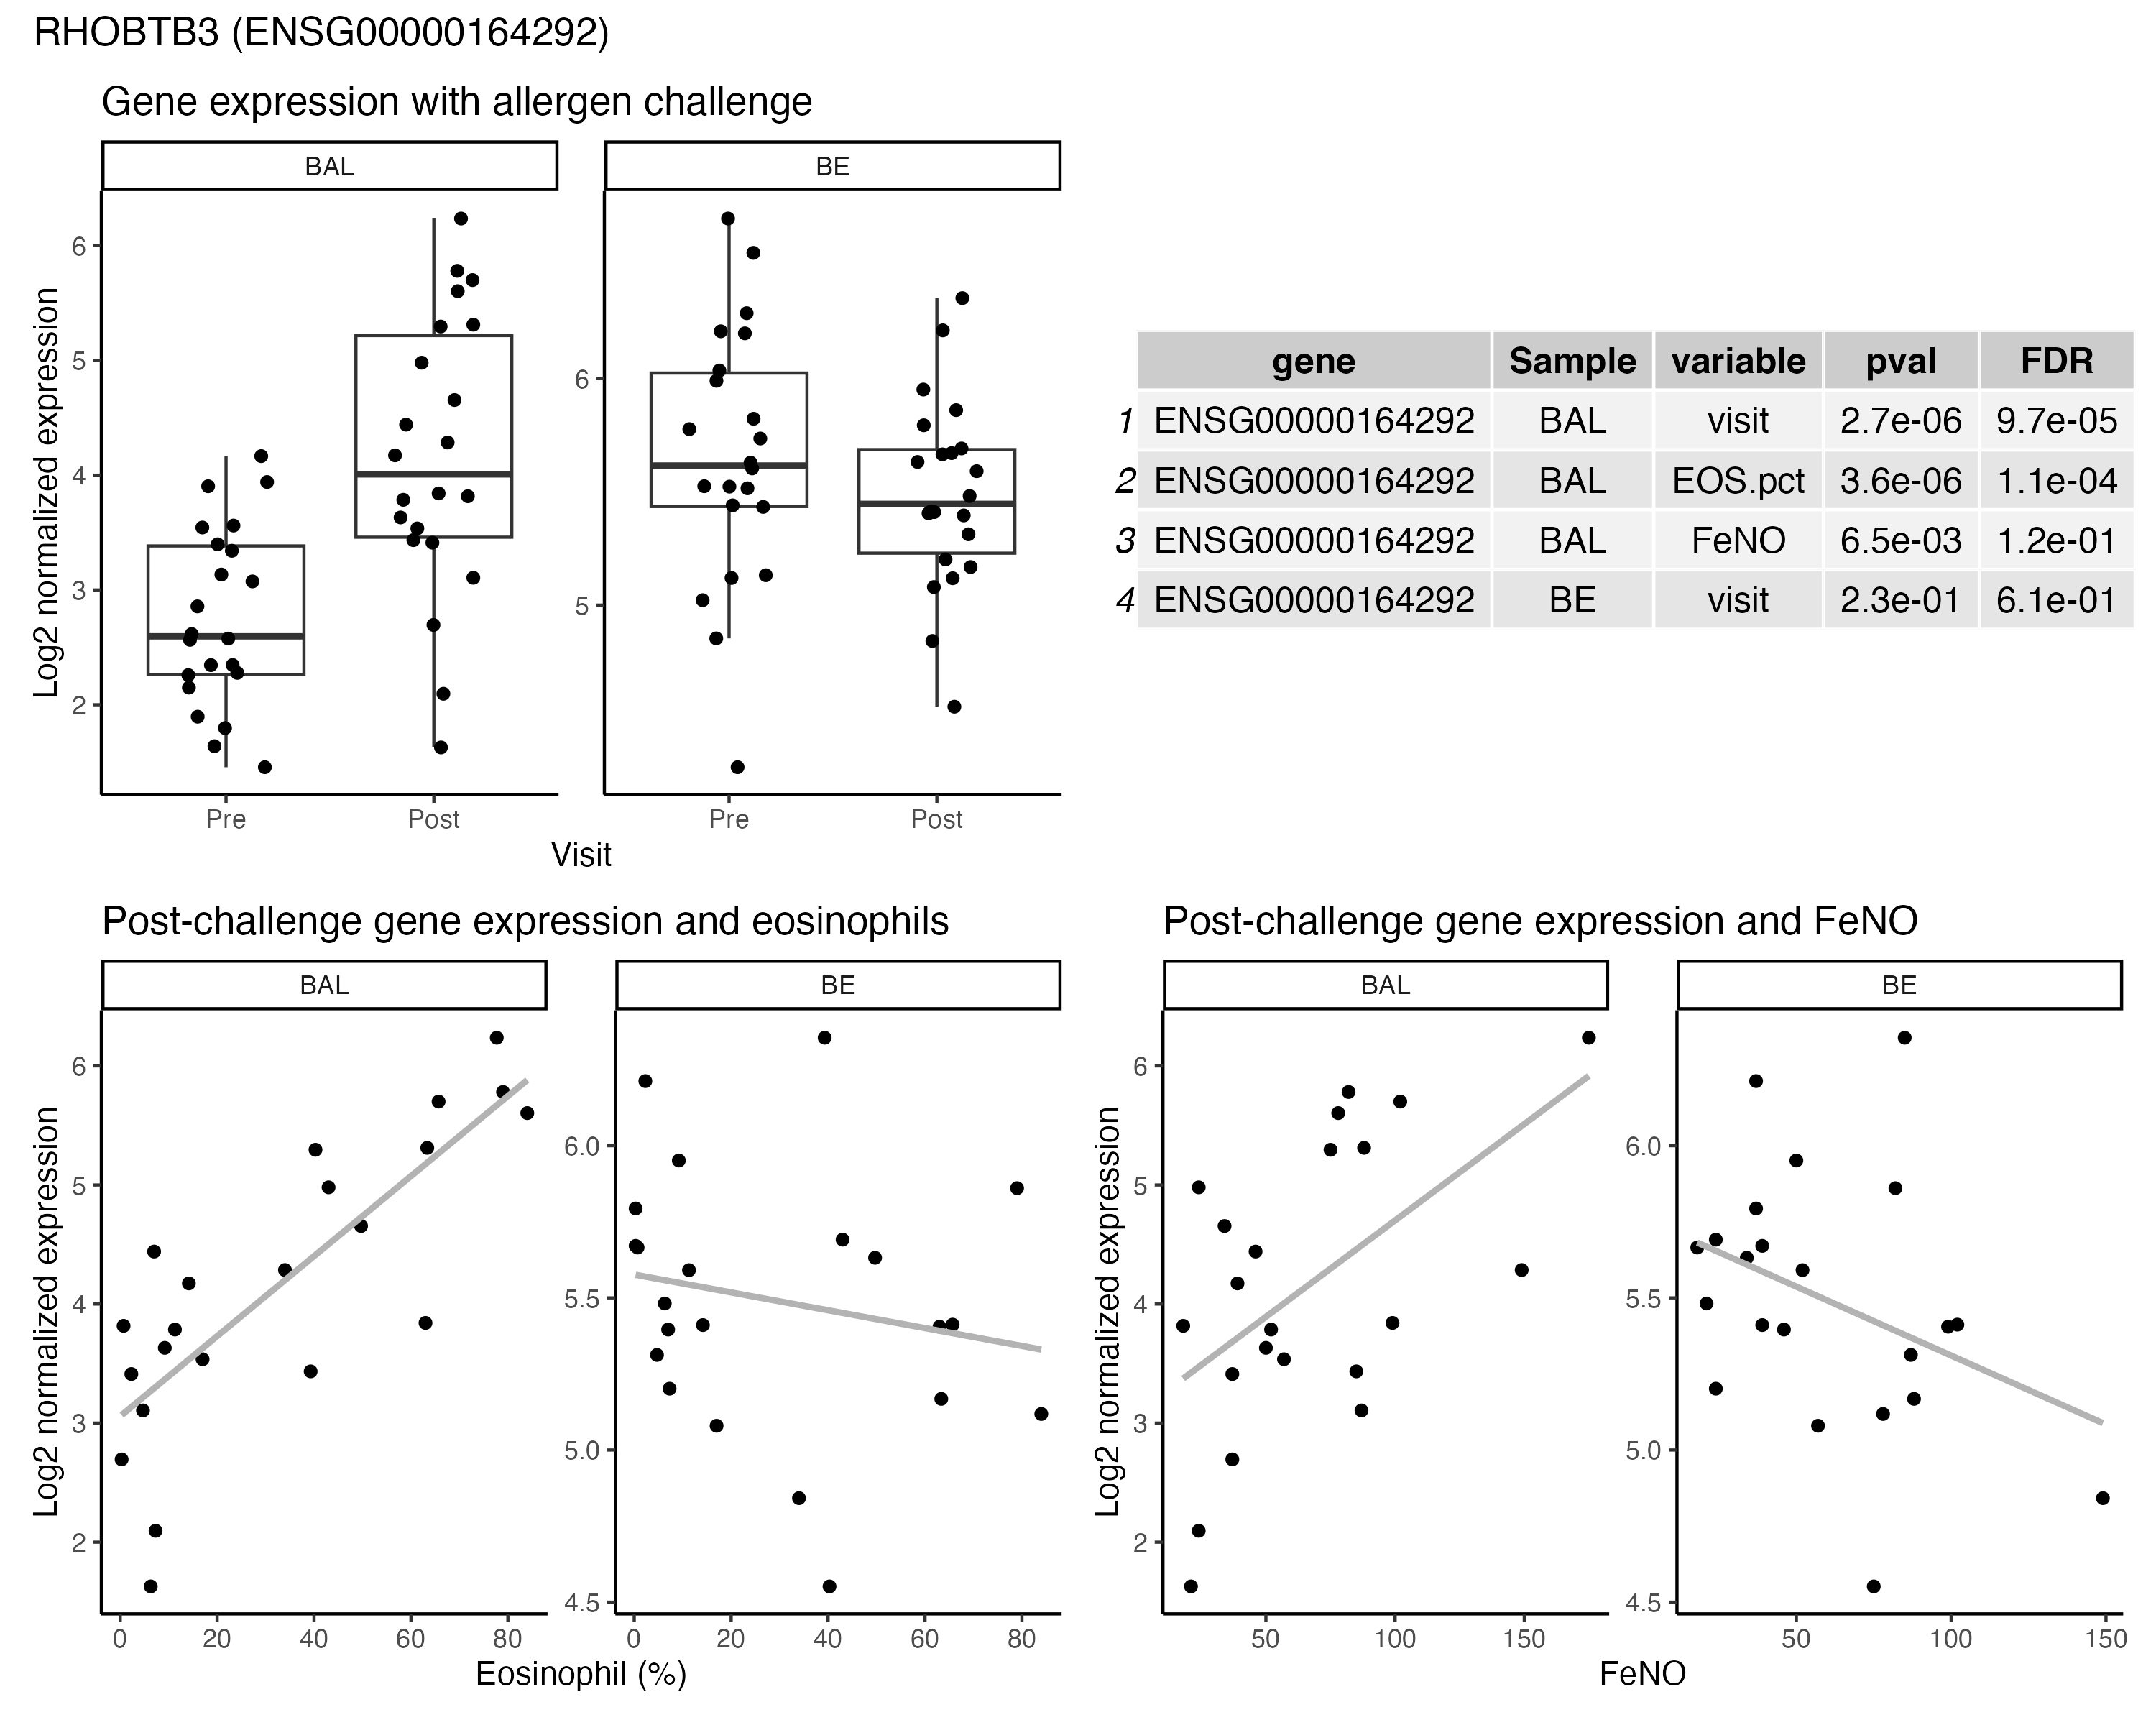 RHOBTB3 (ENSG00000164292)
Gene expression with allergen challenge
BAL
BE
Log2 normalized expression
6
5
4
3
2
6
5
Pre
Post
Pre
Post
Visit
gene Sample variable pval FDR
1 ENSG00000164292 BAL visit 2.7e-06 9.7e-05
2 ENSG00000164292 BAL EOS.pct 3.6e-06 1.1e-04
3 ENSG00000164292 BAL FeNO 6.5e-03 1.2e-01
4 ENSG00000164292 BE visit 2.3e-01 6.1e-01
Post-challenge gene expression and eosinophils
BAL
BE
Log2 normalized expression
6
5
4
3
2
6.0
5.5
5.0
4.5
0 20 40 60 80
0 20 40 60 80
Eosinophil (%)
Post-challenge gene expression and FeNO
BAL
BE
Log2 normalized expression
6
5
4
3
2
6.0
5.5
5.0
4.5
50 100 150
50 100 150
FeNO